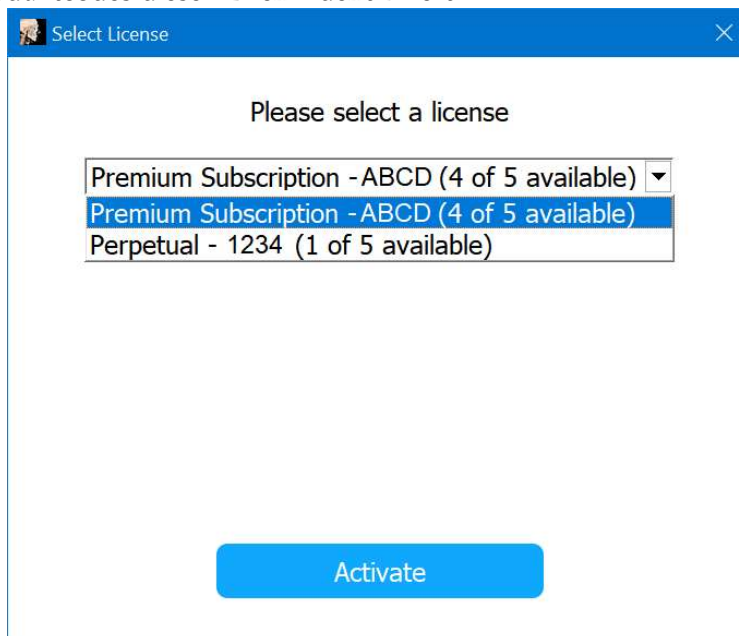 Select License
Please select a license
Premium Subscription - ABCD (4 of 5 available)
Premium Subscription - ABCD (4 of 5 available)
Perpetual - 1234 (1 of 5 available)
Activate